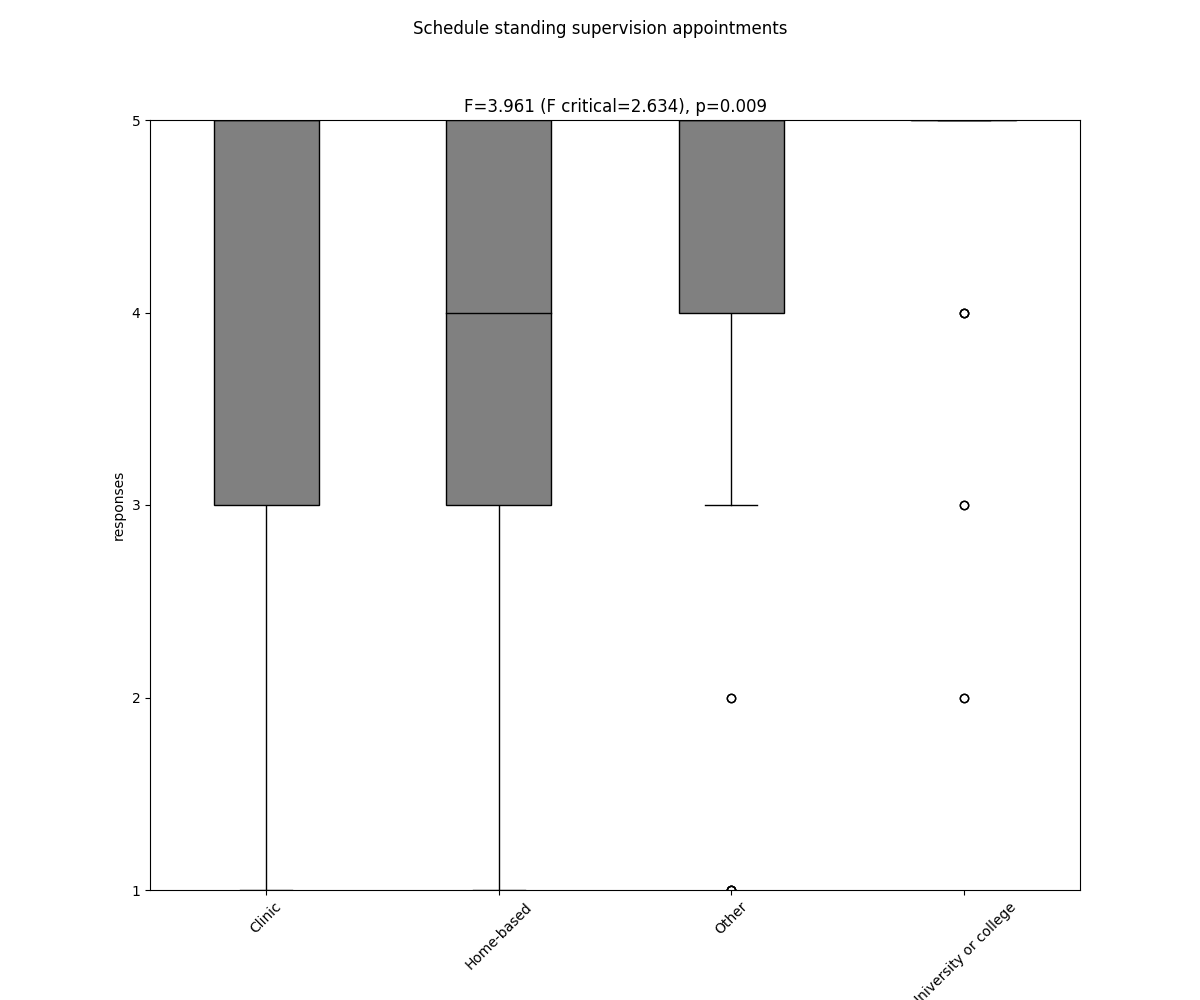 Schedule standing supervision appointments
F=3.961 (F critical=2.634), p=0.009
5
4
3
2
1
responses
Clinic
Home-based
Other
or college